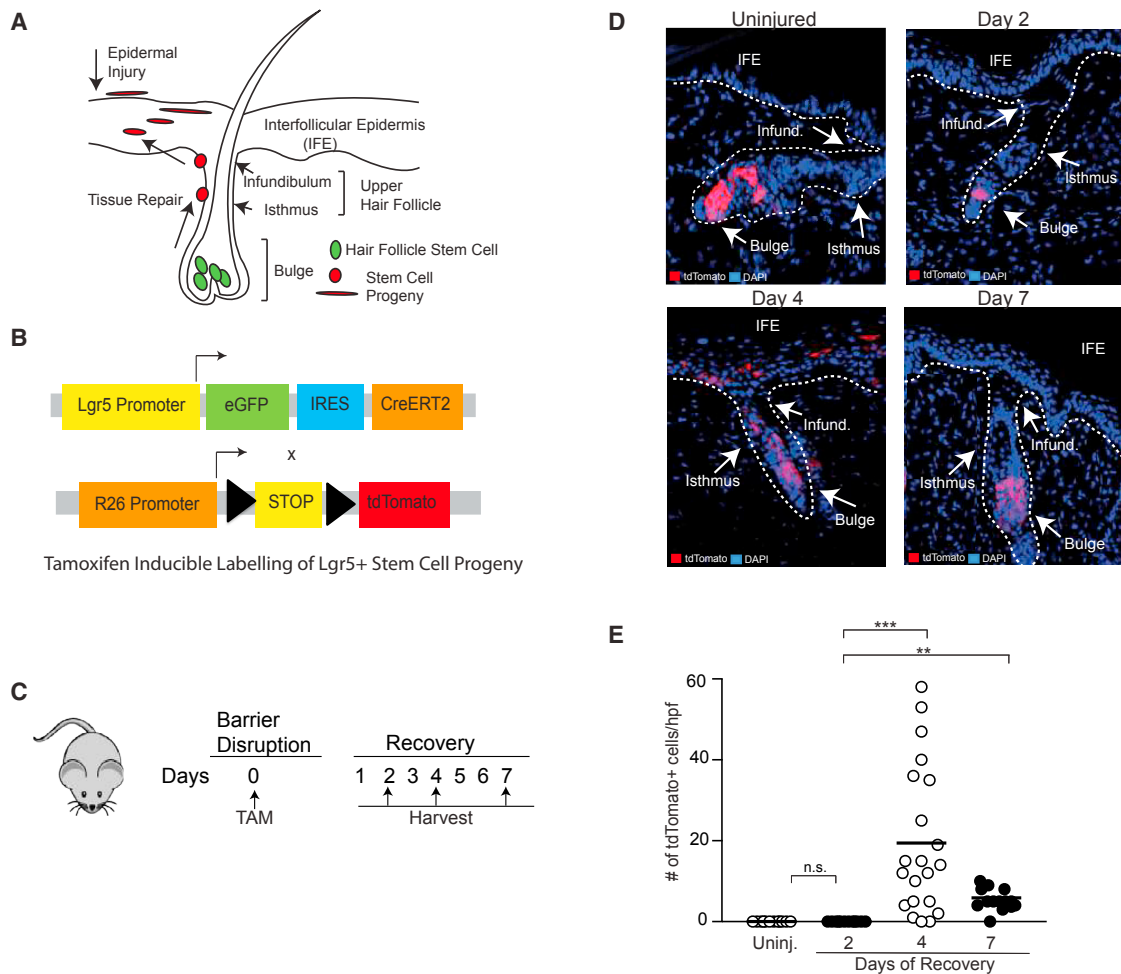 A
Epidermal
Injury
Interfollicular Epidermis
(IFE)
Infundibulum
Upper
Hair Follicle
Tissue Repair
Isthmus
Hair Follicle Stem Cell
Bulge
Stem Cell
Progeny
B
Lgr5 Promoter
eGFP
IRES
CreERT2
x
R26 Promoter
STOP
tdTomato
Tamoxifen Inducible Labelling of Lgr5+ Stem Cell Progeny
C
Barrier
Disruption
Recovery
Days 0 1 2 3 4 5 6 7
TAM
Harvest
D
Uninjured
IFE
Infund.
Bulge
Isthmus
tdTomato DAPI
Day 2
IFE
Infund.
Isthmus
Bulge
tdTomato DAPI
Day 4
IFE
Infund.
Isthmus
Bulge
tdTomato DAPI
Day 7
IFE
Infund.
Isthmus
Bulge
tdTomato DAPI
E
***
**
n.s.
# of tdTomato+ cells/hpf
60
40
20
0
Uninj. 2 4 7
Days of Recovery